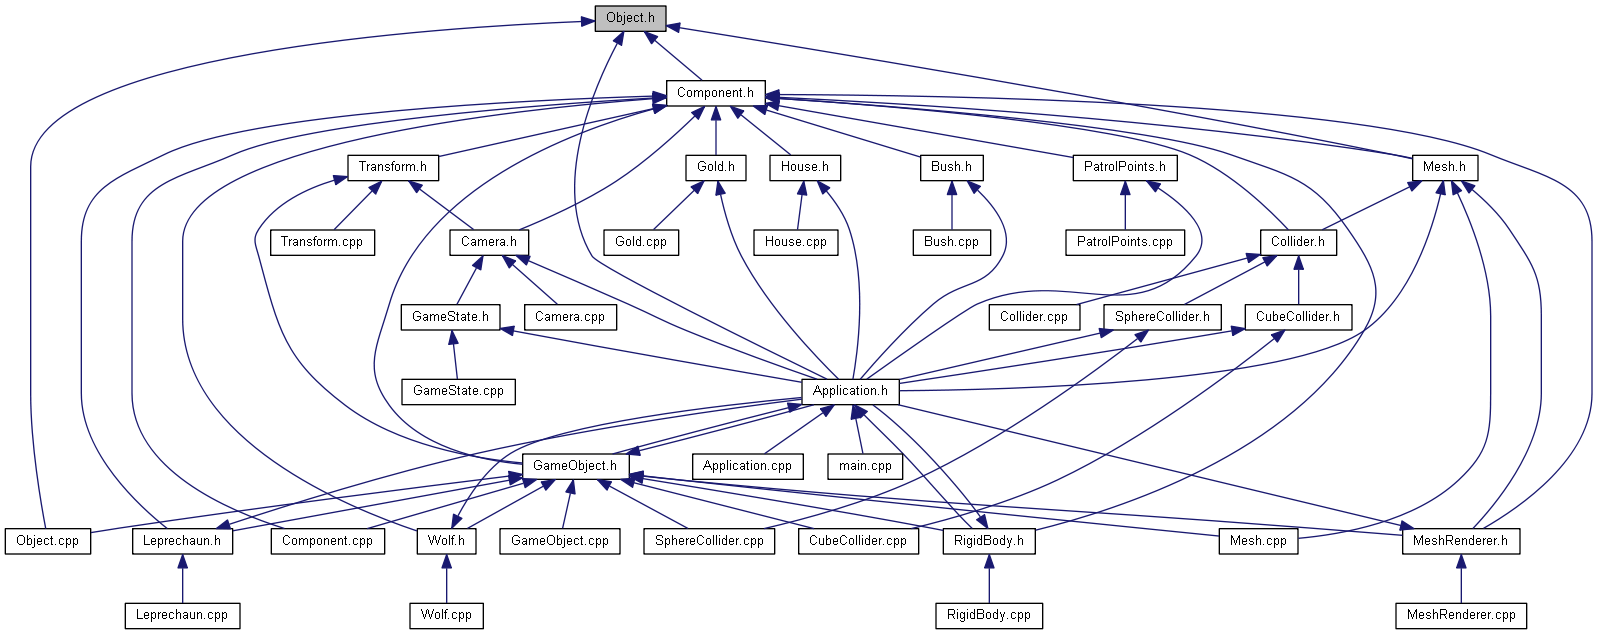 Object.h
Component.h
Transform.h
Gold.h
House.h
Bush.h
PatrolPoints.h
Mesh.h
Transform.cpp
Camera.h
Gold.cpp
House.cpp
Bush.cpp
PatrolPoints.cpp
Collider.h
GameState.h
Camera.cpp
Collider.cpp
SphereCollider.h
CubeCollider.h
GameState.cpp
Application.h
GameObject.h
Application.cpp
main.cpp
Object.cpp
Leprechaun.h
Component.cpp
Wolf.h
GameObject.cpp
SphereCollider.cpp
CubeCollider.cpp
RigidBody.h
Mesh.cpp
MeshRenderer.h
Leprechaun.cpp
Wolf.cpp
RigidBody.cpp
MeshRenderer.cpp